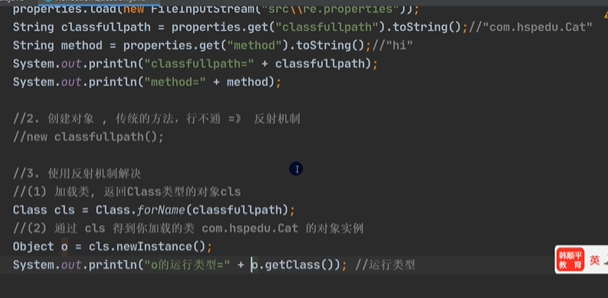 properties.load(new FileInputStream("src\\re.properties"));
String classfullpath = properties.get("classfullpath").toString();//"com.hspedu.Cat"
String method = properties.get("method").toString();//"hi"
System.out.println("classfullpath=" + classfullpath);
System.out.println("method=" + method);
//2. 创建对象 , 传统的方法，行不通 =》 反射机制
//new classfullpath();
//3. 使用反射机制解决
//(1) 加载类, 返回Class类型的对象cls
Class cls = Class.forName(classfullpath);
//(2) 通过 cls 得到你加载的类 com.hspedu.Cat 的对象实例
Object o = cls.newInstance();
System.out.println("o的运行类型=" + o.getClass()); //运行类型
韩顺平
教育
英